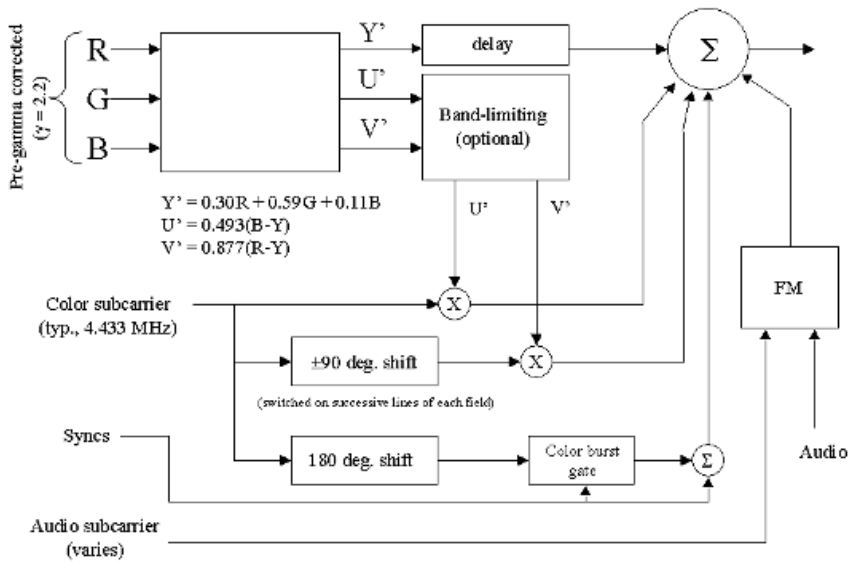 Pre-gamma corrected
(γ = 2.2)
R
G
B
Y'
U'
V'
delay
Band-limiting
(optional)
Σ
Y' = 0.30R + 0.59G + 0.11B
U' = 0.493(B-Y)
V' = 0.877(R-Y)
U'
V'
Color subcarrier
(typ., 4.433 MHz)
X
FM
±90 deg. shift
X
(switched on successive lines of each field)
Syncs
180 deg. shift
Color burst
gate
Σ
Audio
Audio subcarrier
(varies)